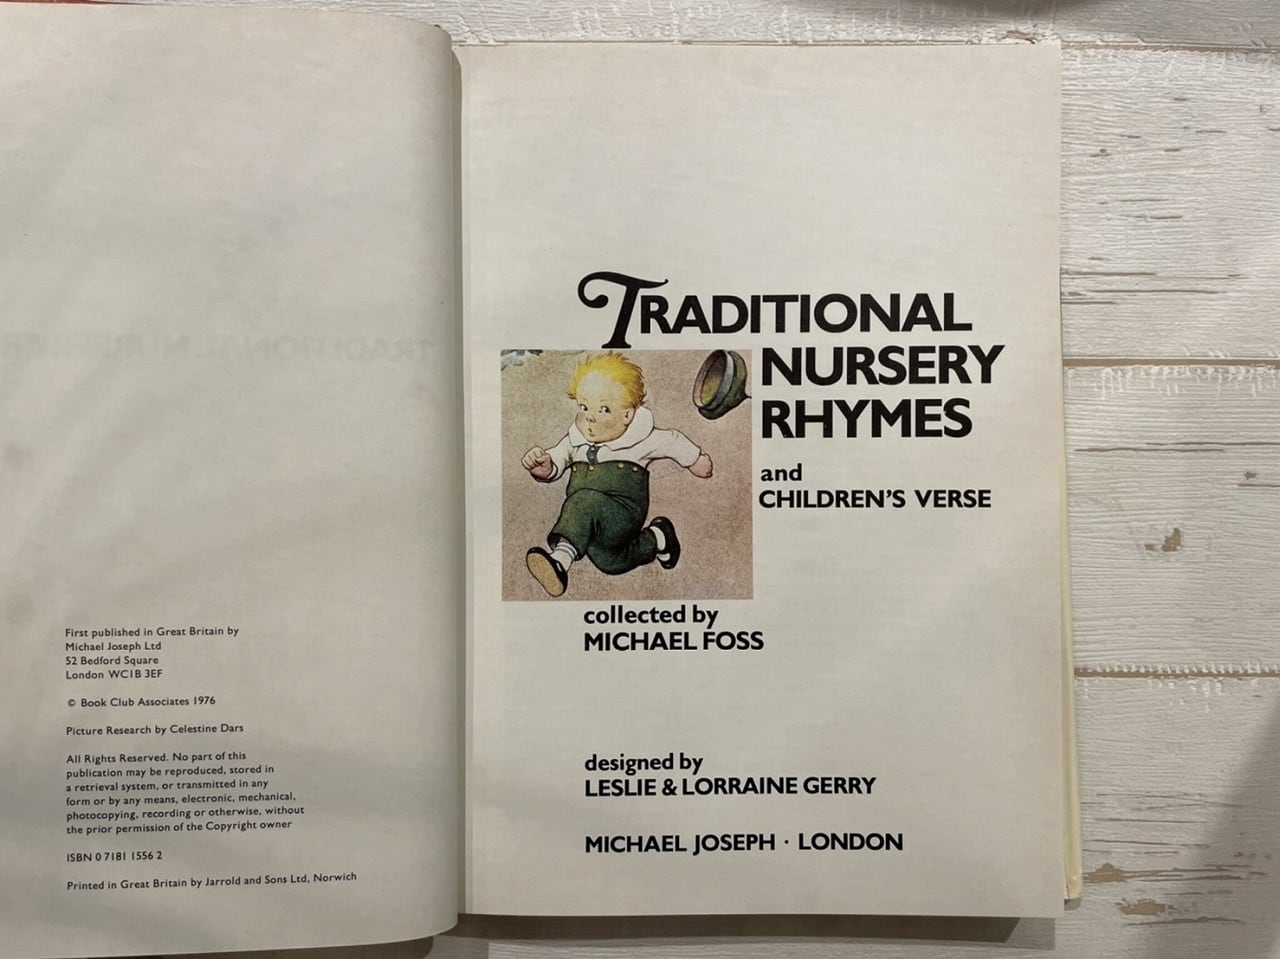 First published in Great Britain by
Michael Joseph Ltd
52 Bedford Square
London WC1B 3EF
© Book Club Associates 1976
Picture Research by Celestine Dars
All Rights Reserved. No part of this
publication may be reproduced, stored in
a retrieval system, or transmitted in any
form or by any means, electronic, mechanical,
photocopying, recording or otherwise, without
the prior permission of the Copyright owner
ISBN 0 7181 1556 2
Printed in Great Britain by Jarrold and Sons Ltd, Norwich
TRADITIONAL
NURSERY
RHYMES
and
CHILDREN'S VERSE
collected by
MICHAEL FOSS
designed by
LESLIE & LORRAINE GERRY
MICHAEL JOSEPH · LONDON